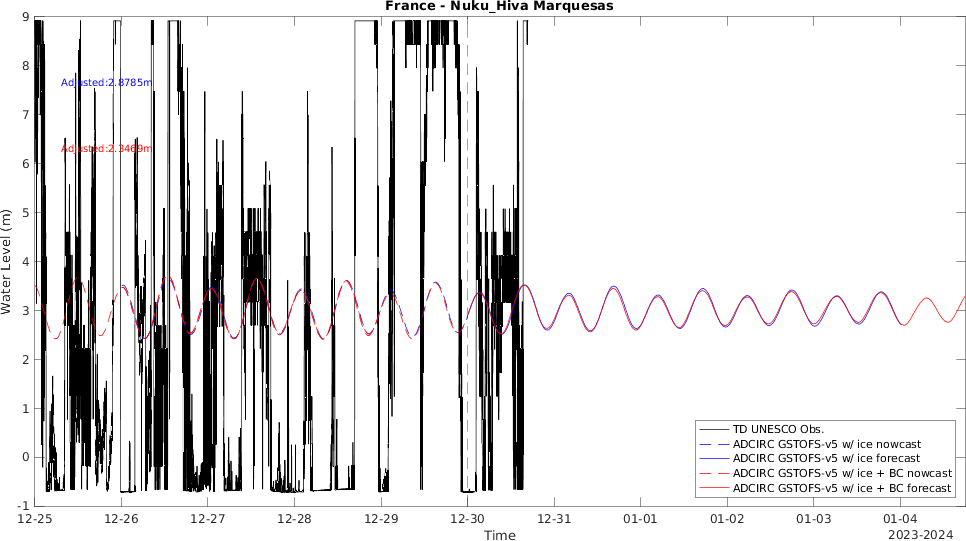 France - Nuku_Hiva Marquesas
9
8
7
6
5
4
3
2
1
0
-1
Water Level (m)
Adjusted:2.8785m
Adjusted:2.3469m
TD UNESCO Obs.
ADCIRC GSTOFS-v5 w/ ice nowcast
ADCIRC GSTOFS-v5 w/ ice forecast
ADCIRC GSTOFS-v5 w/ ice + BC nowcast
ADCIRC GSTOFS-v5 w/ ice + BC forecast
12-25 12-26 12-27 12-28 12-29 12-30 12-31 01-01 01-02 01-03 01-04
Time
2023-2024